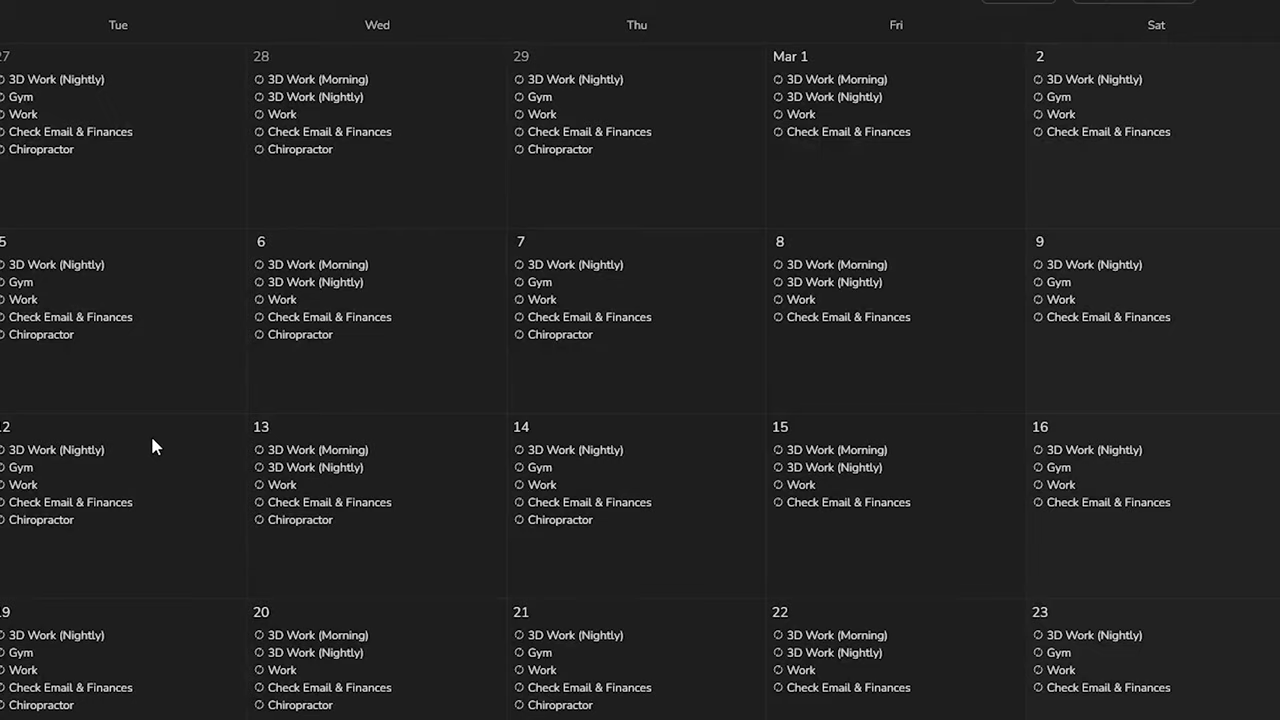 Tue
Wed
Thu
Fri
Sat
27
3D Work (Nightly)
Gym
Work
Check Email & Finances
Chiropractor
28
3D Work (Morning)
3D Work (Nightly)
Work
Check Email & Finances
Chiropractor
29
3D Work (Nightly)
Gym
Work
Check Email & Finances
Chiropractor
Mar 1
3D Work (Morning)
3D Work (Nightly)
Work
Check Email & Finances
2
3D Work (Nightly)
Gym
Work
Check Email & Finances
5
3D Work (Nightly)
Gym
Work
Check Email & Finances
Chiropractor
6
3D Work (Morning)
3D Work (Nightly)
Work
Check Email & Finances
Chiropractor
7
3D Work (Nightly)
Gym
Work
Check Email & Finances
Chiropractor
8
3D Work (Morning)
3D Work (Nightly)
Work
Check Email & Finances
9
3D Work (Nightly)
Gym
Work
Check Email & Finances
12
3D Work (Nightly)
Gym
Work
Check Email & Finances
Chiropractor
13
3D Work (Morning)
3D Work (Nightly)
Work
Check Email & Finances
Chiropractor
14
3D Work (Nightly)
Gym
Work
Check Email & Finances
Chiropractor
15
3D Work (Morning)
3D Work (Nightly)
Work
Check Email & Finances
16
3D Work (Nightly)
Gym
Work
Check Email & Finances
19
3D Work (Nightly)
Gym
Work
Check Email & Finances
Chiropractor
20
3D Work (Morning)
3D Work (Nightly)
Work
Check Email & Finances
Chiropractor
21
3D Work (Nightly)
Gym
Work
Check Email & Finances
Chiropractor
22
3D Work (Morning)
3D Work (Nightly)
Work
Check Email & Finances
23
3D Work (Nightly)
Gym
Work
Check Email & Finances